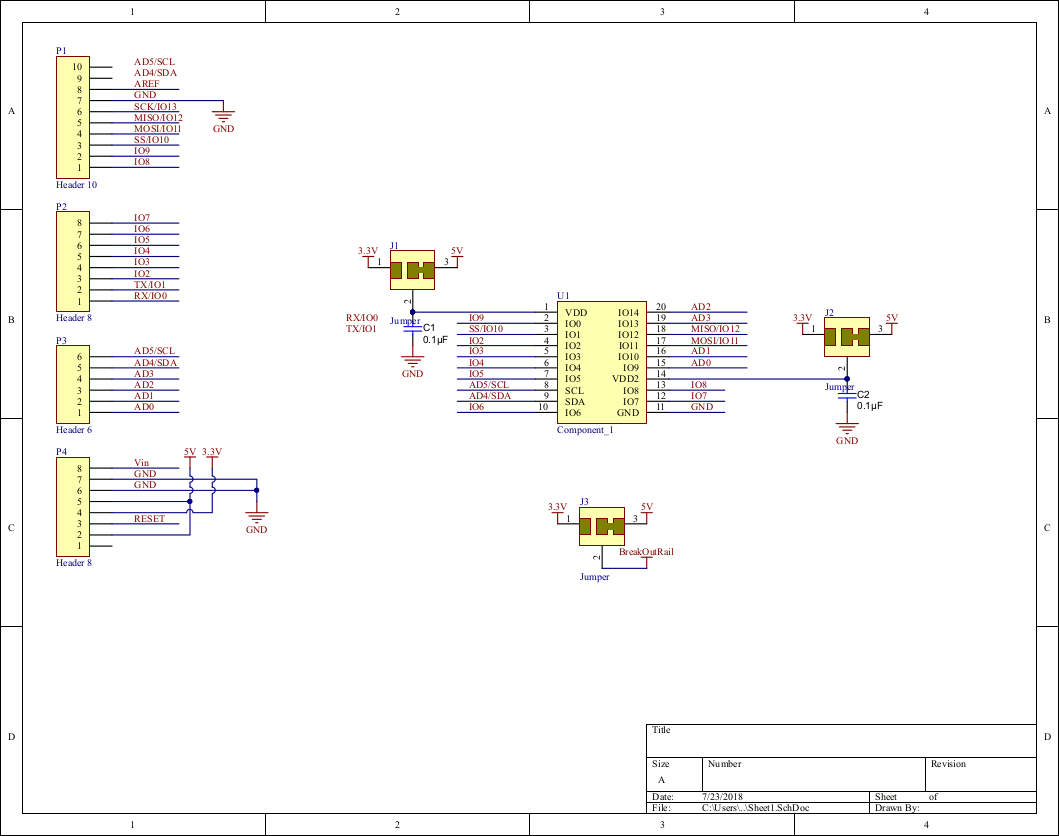 1 2 3 4
A A
P1
10 AD5/SCL
9 AD4/SDA
8 AREF
7 GND
6 SCK/IO13
5 MISO/IO12
4 MOSI/IO11
3 SS/IO10
2 IO9
1 IO8
GND
Header 10
P2
8 IO7
7 IO6
6 IO5
5 IO4
4 IO3
3 IO2
2 TX/IO1
1 RX/IO0
Header 8
B B
P3
6 AD5/SCL
5 AD4/SDA
4 AD3
3 AD2
2 AD1
1 AD0
Header 6
J1
3.3V 1 3 5V
2
Jumper
RX/IO0
TX/IO1
C1
0.1µF
GND
U1
1 VDD IO14 20 AD2
IO9 2 IO0 IO13 19 AD3
SS/IO10 3 IO1 IO12 18 MISO/IO12
IO2 4 IO2 IO11 17 MOSI/IO11
IO3 5 IO3 IO10 16 AD1
IO4 6 IO4 IO9 15 AD0
IO5 7 IO5 VDD2 14
AD5/SCL 8 SCL IO8 13 IO8
AD4/SDA 9 SDA IO7 12 IO7
IO6 10 IO6 GND 11 GND
Component_1
J2
3.3V 1 3 5V
2
Jumper
C2
0.1µF
GND
C C
P4
5V 3.3V
8 Vin
7 GND
6 GND
5
4
3 RESET
2
1
GND
Header 8
J3
3.3V 1 3 5V
2
BreakOutRail
Jumper
D D
Title
Size Number Revision
A
Date: 7/23/2018 Sheet of
File: C:\Users\..\Sheet1.SchDoc Drawn By:
1 2 3 4